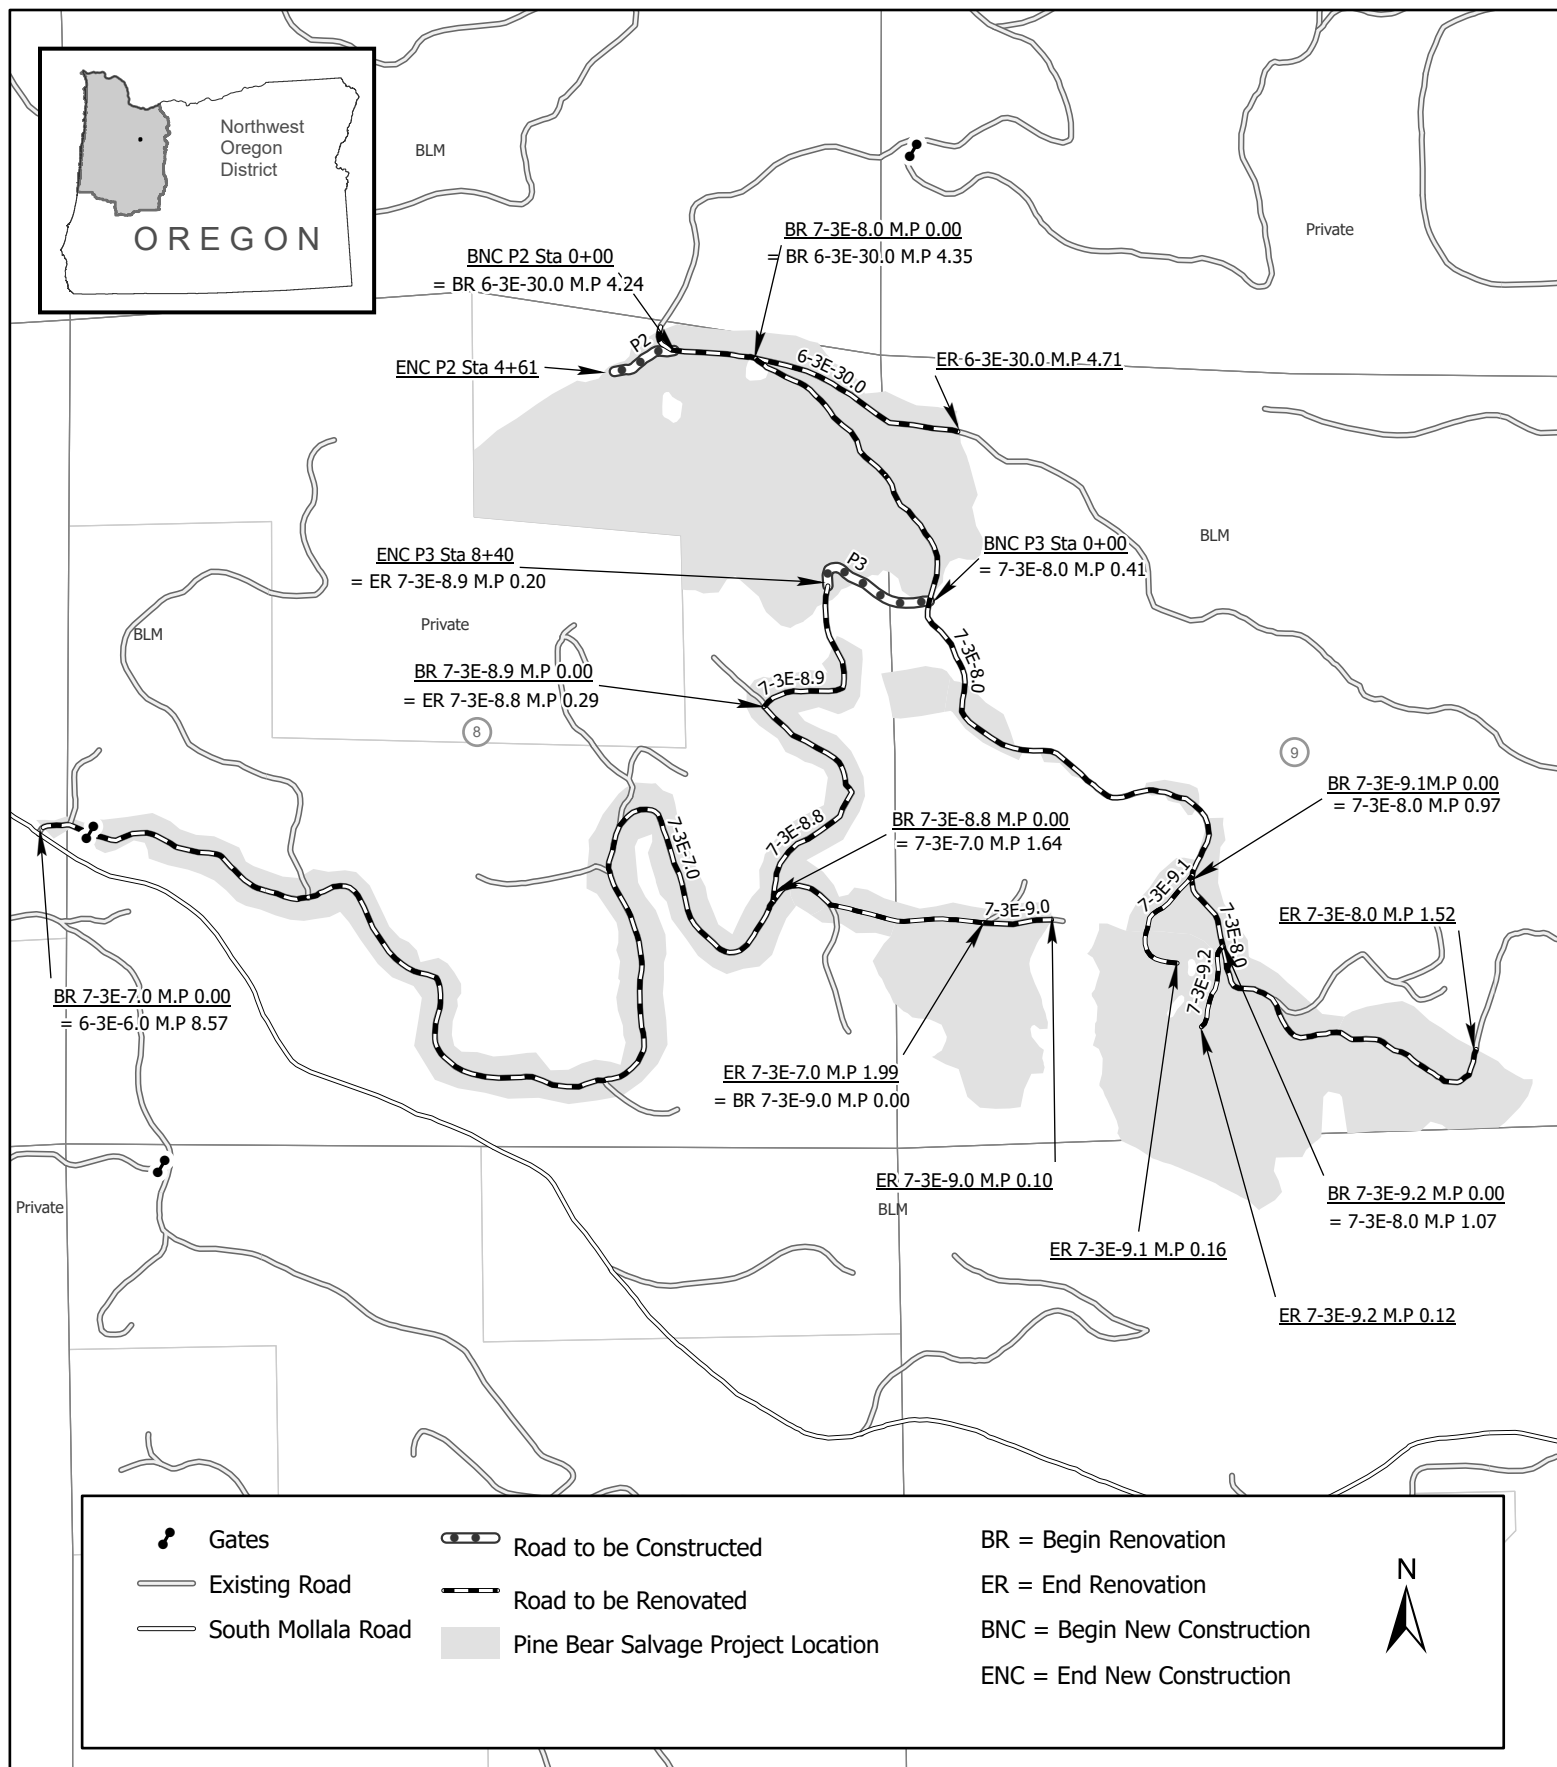 Northwest
Oregon
District
OREGON
BLM
Private
BR 7-3E-8.0 M.P 0.00
= BR 6-3E-30.0 M.P 4.35
BNC P2 Sta 0+00
= BR 6-3E-30.0 M.P 4.24
P2
ENC P2 Sta 4+61
6-3E-30.0
ER 6-3E-30.0 M.P 4.71
BLM
BNC P3 Sta 0+00
= 7-3E-8.0 M.P 0.41
ENC P3 Sta 8+40
= ER 7-3E-8.9 M.P 0.20
P3
Private
BLM
7-3E-8.0
BR 7-3E-8.9 M.P 0.00
= ER 7-3E-8.8 M.P 0.29
7-3E-8.9
8
9
BR 7-3E-9.1M.P 0.00
= 7-3E-8.0 M.P 0.97
BR 7-3E-8.8 M.P 0.00
= 7-3E-7.0 M.P 1.64
7-3E-8.8
7-3E-7.0
7-3E-9.1
7-3E-9.0
7-3E-8.0
ER 7-3E-8.0 M.P 1.52
7-3E-9.2
BR 7-3E-7.0 M.P 0.00
= 6-3E-6.0 M.P 8.57
ER 7-3E-7.0 M.P 1.99
= BR 7-3E-9.0 M.P 0.00
ER 7-3E-9.0 M.P 0.10
BLM
Private
BR 7-3E-9.2 M.P 0.00
= 7-3E-8.0 M.P 1.07
ER 7-3E-9.1 M.P 0.16
ER 7-3E-9.2 M.P 0.12
Gates
Existing Road
South Mollala Road
Road to be Constructed
Road to be Renovated
Pine Bear Salvage Project Location
BR = Begin Renovation
ER = End Renovation
BNC = Begin New Construction
ENC = End New Construction
N